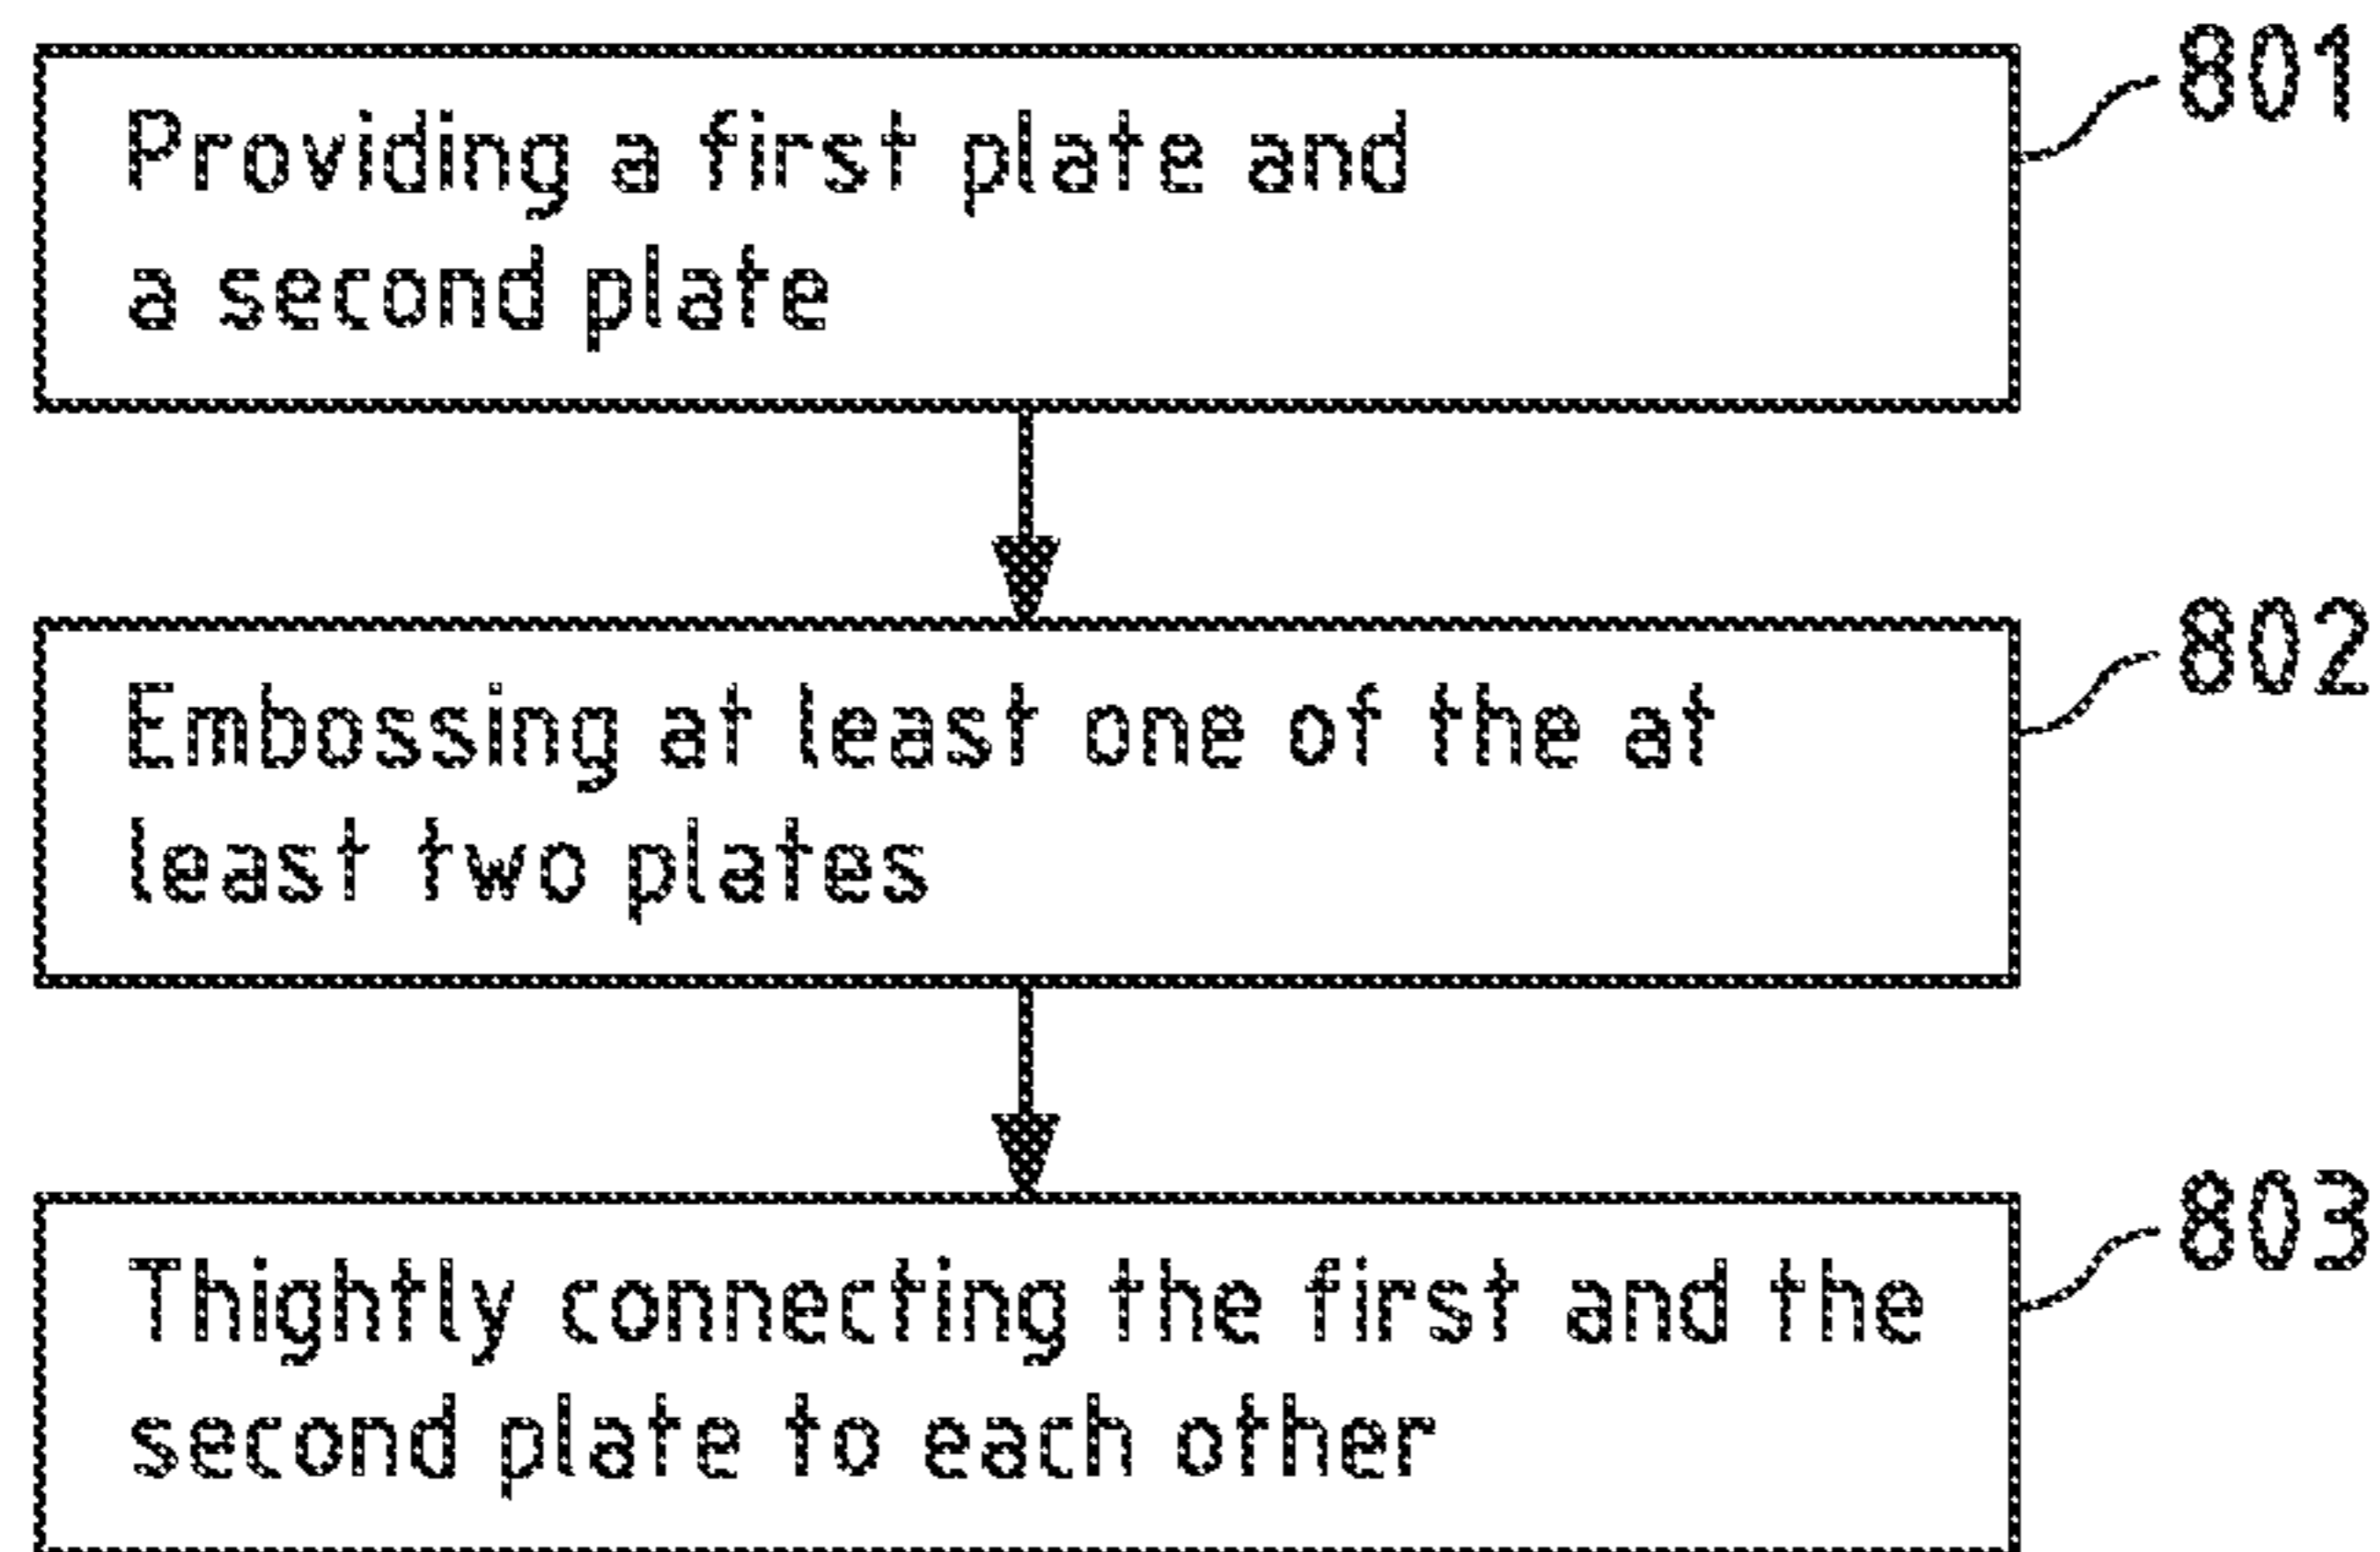 Providing a first plate and
a second plate
801
Embossing at least one of the at
least two plates
802
Thightly connecting the first and the
second plate to each other
803